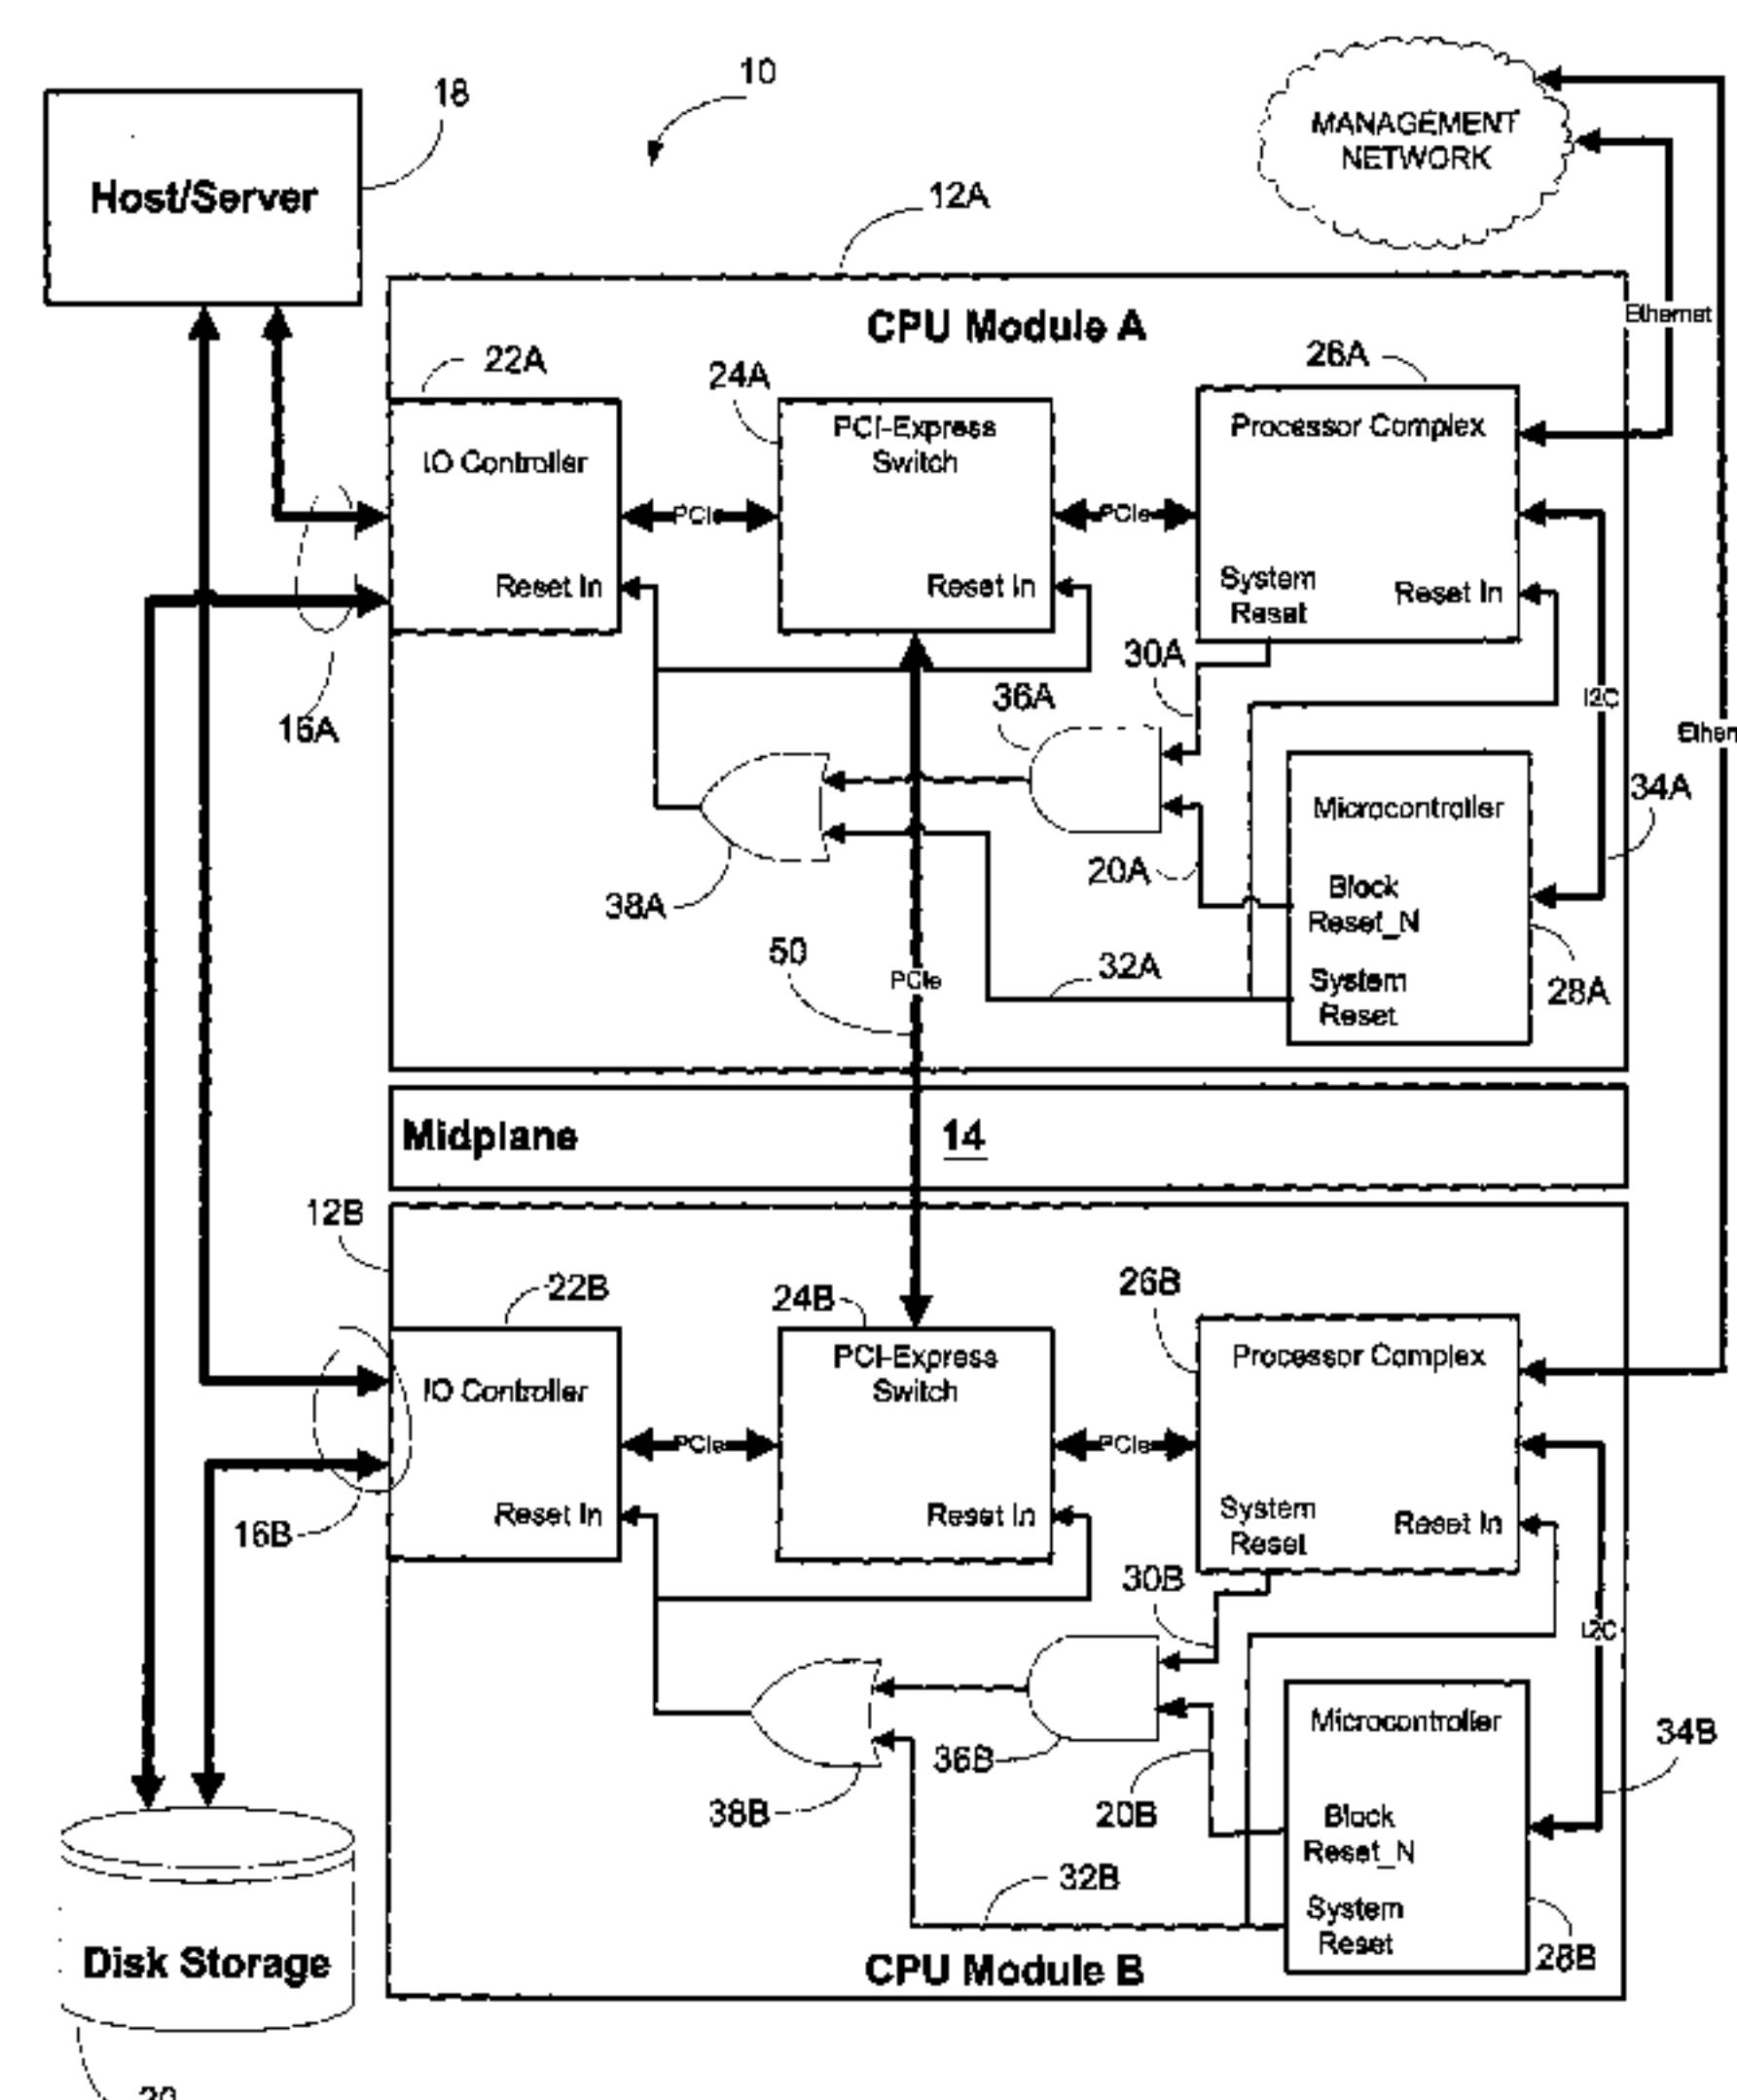 10
18
MANAGEMENT
NETWORK
Host/Server
12A
CPU Module A
Ethernet
22A
24A
26A
IO Controller
PCI-Express
Switch
Processor Complex
PCIe
PCIe
Reset In
Reset In
System
Reset
Reset In
16A
30A
36A
I2C
34A
Microcontroller
38A
20A
Block
Reset_N
50
PCIe
32A
System
Reset
28A
Midplane
14
12B
22B
24B
26B
IO Controller
PCI-Express
Switch
Processor Complex
PCIe
PCIe
Reset In
Reset In
System
Reset
Reset In
16B
30B
I2C
36B
34B
Microcontroller
38B
20B
Block
Reset_N
32B
System
Reset
28B
Disk Storage
CPU Module B
20